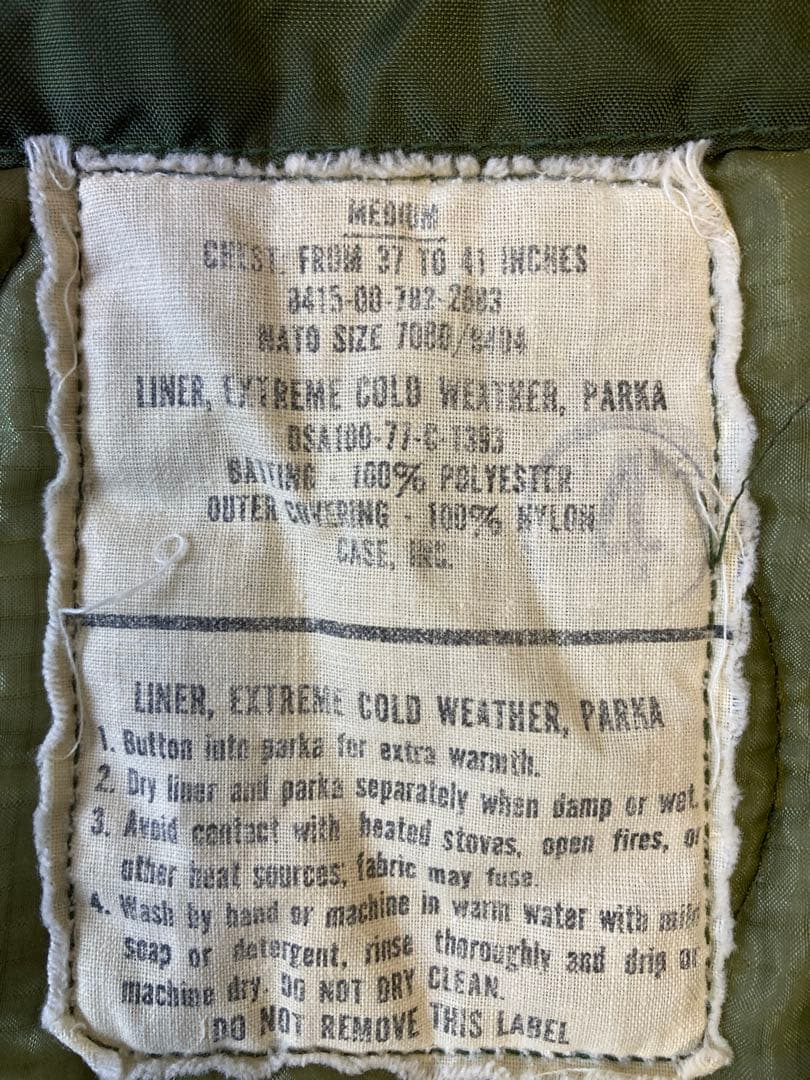 MEDIUM
CHEST: FROM 37 TO 41 INCHES
8415-00-782-2883
NATO SIZE 7080/9404
LINER, EXTREME COLD WEATHER, PARKA
DSA100-77-C-1393
BATTING - 100% POLYESTER
OUTER COVERING - 100% NYLON
CASE, INC.
4
LINER, EXTREME COLD WEATHER, PARKA
1. Button into parka for extra warmth.
2. Dry liner and parka separately when damp or wet.
3. Avoid contact with heated stoves, open fires, or
other heat sources; fabric may fuse.
4. Wash by hand or machine in warm water with mild
soap or detergent, rinse thoroughly and drip or
machine dry. DO NOT DRY CLEAN.
DO NOT REMOVE THIS LABEL